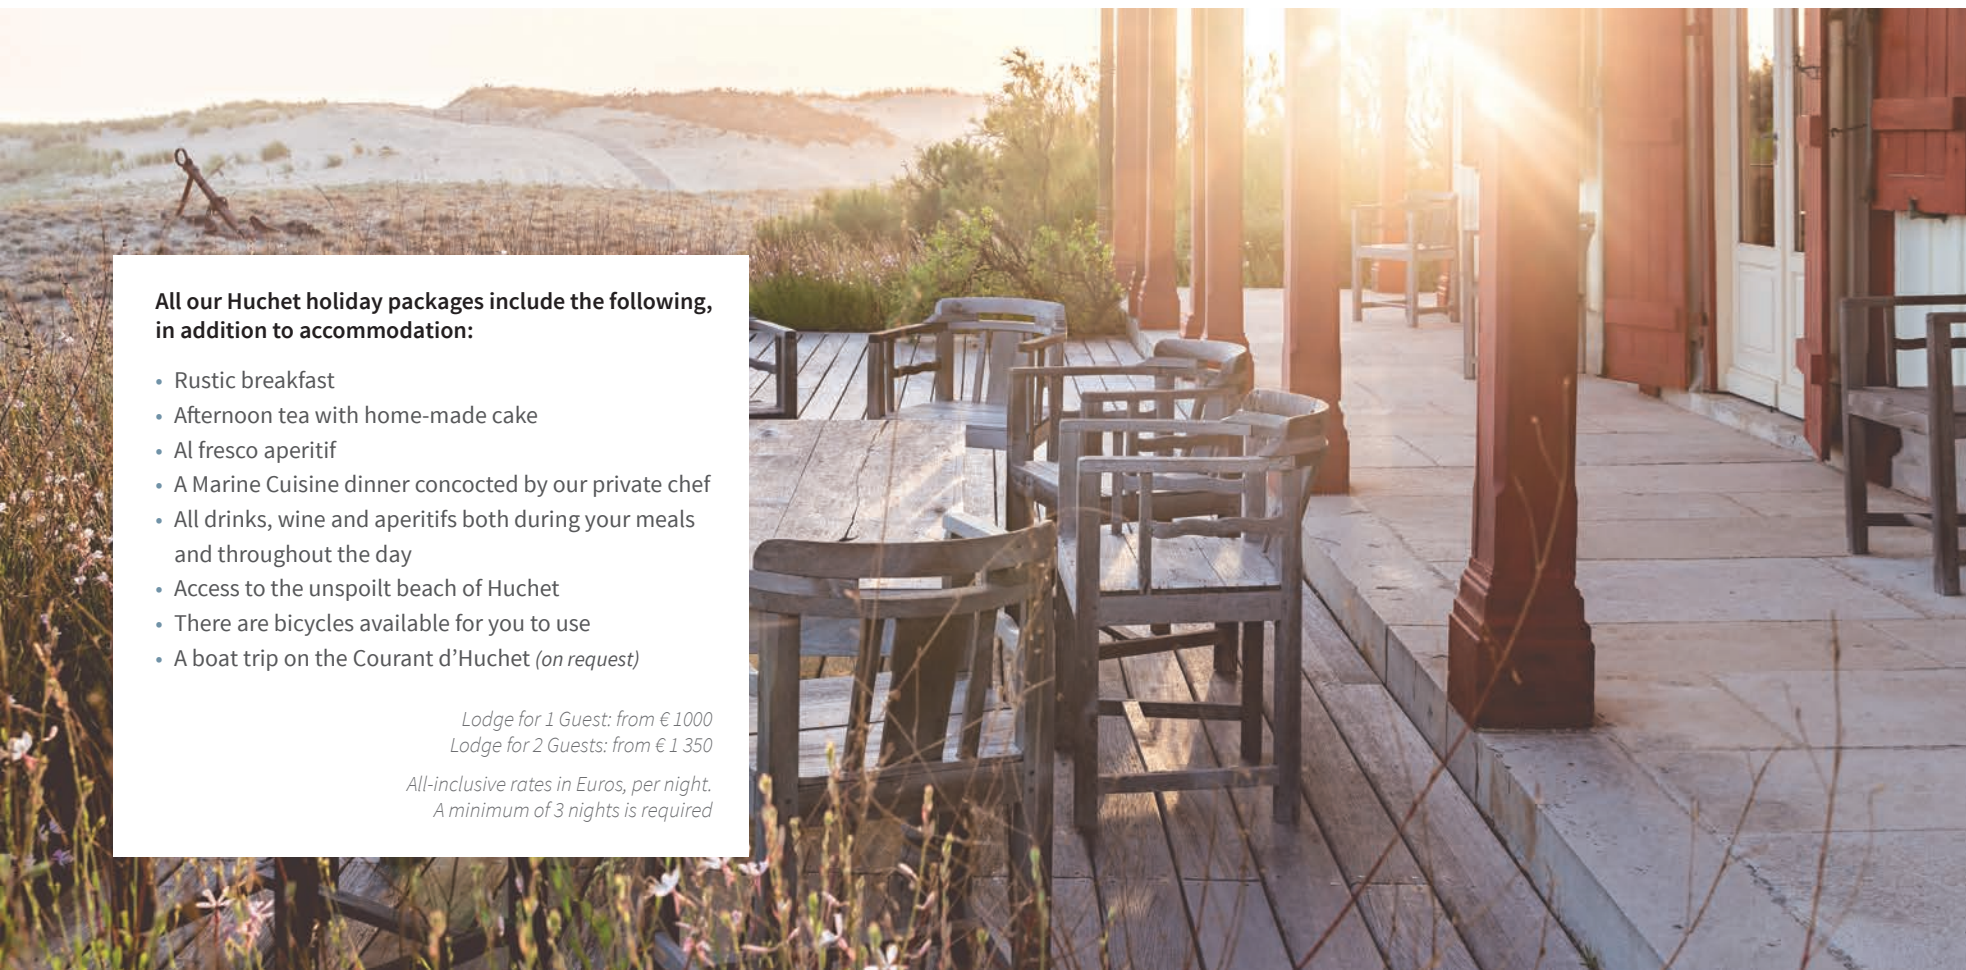 All our Huchet holiday packages include the following,
in addition to accommodation:
• Rustic breakfast
• Afternoon tea with home-made cake
• Al fresco aperitif
• A Marine Cuisine dinner concocted by our private chef
• All drinks, wine and aperitifs both during your meals
and throughout the day
• Access to the unspoilt beach of Huchet
• There are bicycles available for you to use
• A boat trip on the Courant d’Huchet (on request)
Lodge for 1 Guest: from € 1000
Lodge for 2 Guests: from € 1 350
All-inclusive rates in Euros, per night.
A minimum of 3 nights is required